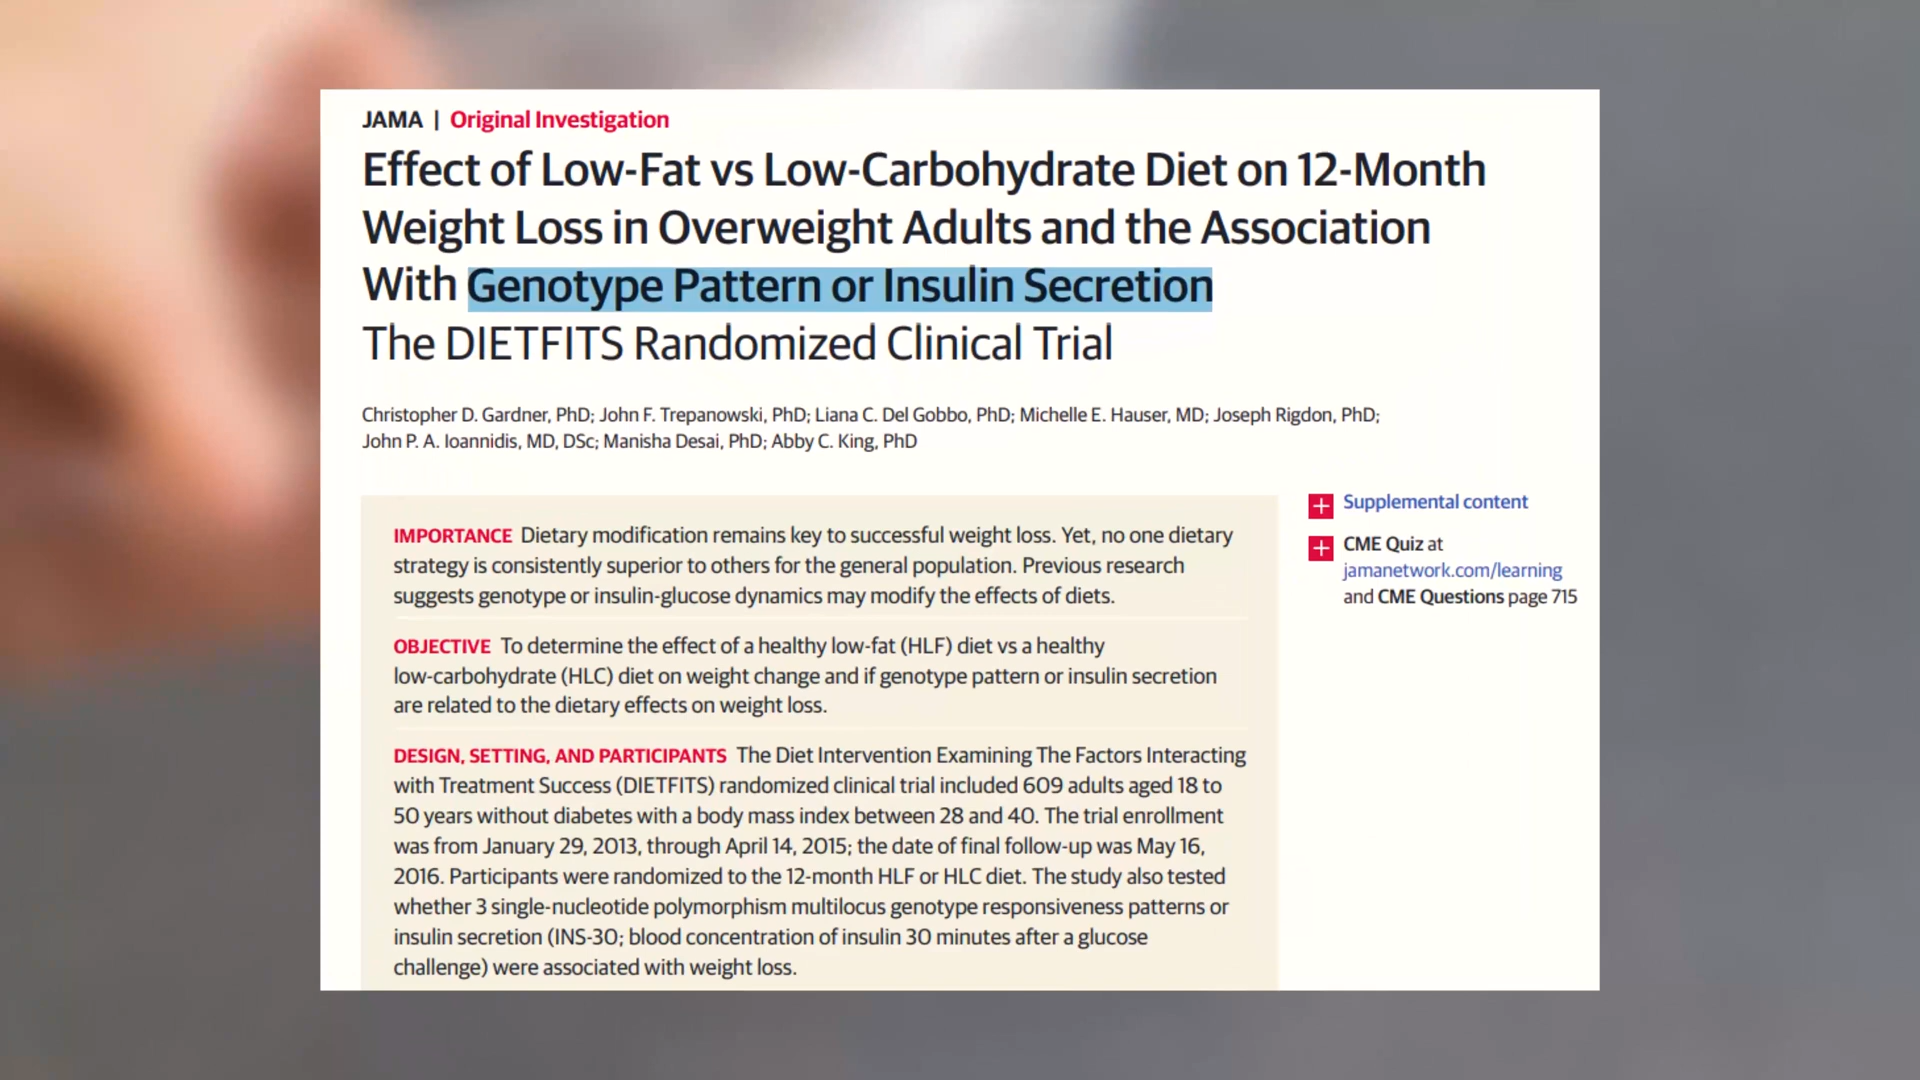 JAMA | Original Investigation
Effect of Low-Fat vs Low-Carbohydrate Diet on 12-Month
Weight Loss in Overweight Adults and the Association
With Genotype Pattern or Insulin Secretion
The DIETFITS Randomized Clinical Trial
Christopher D. Gardner, PhD; John F. Trepanowski, PhD; Liana C. Del Gobbo, PhD; Michelle E. Hauser, MD; Joseph Rigdon, PhD;
John P. A. Ioannidis, MD, DSc; Manisha Desai, PhD; Abby C. King, PhD
IMPORTANCE Dietary modification remains key to successful weight loss. Yet, no one dietary
strategy is consistently superior to others for the general population. Previous research
suggests genotype or insulin-glucose dynamics may modify the effects of diets.
OBJECTIVE To determine the effect of a healthy low-fat (HLF) diet vs a healthy
low-carbohydrate (HLC) diet on weight change and if genotype pattern or insulin secretion
are related to the dietary effects on weight loss.
DESIGN, SETTING, AND PARTICIPANTS The Diet Intervention Examining The Factors Interacting
with Treatment Success (DIETFITS) randomized clinical trial included 609 adults aged 18 to
50 years without diabetes with a body mass index between 28 and 40. The trial enrollment
was from January 29, 2013, through April 14, 2015; the date of final follow-up was May 16,
2016. Participants were randomized to the 12-month HLF or HLC diet. The study also tested
whether 3 single-nucleotide polymorphism multilocus genotype responsiveness patterns or
insulin secretion (INS-30; blood concentration of insulin 30 minutes after a glucose
challenge) were associated with weight loss.
Supplemental content
CME Quiz at
jamanetwork.com/learning
and CME Questions page 715